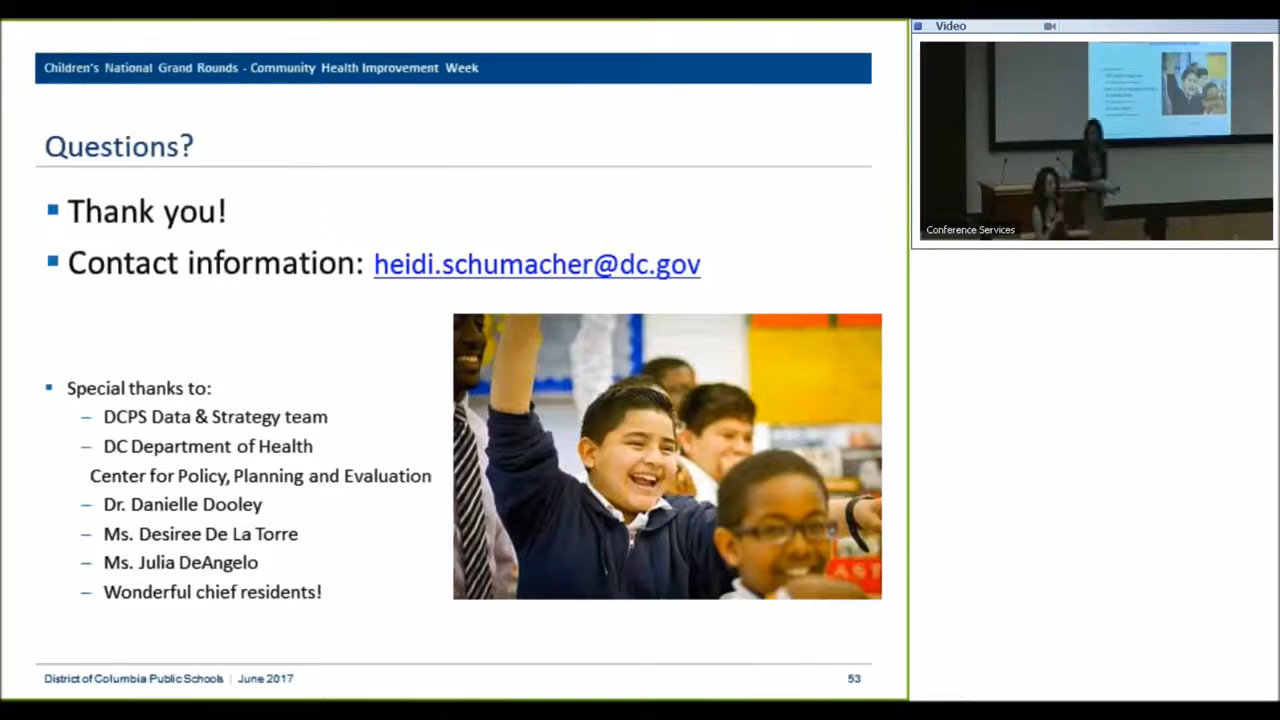 Children's National Grand Rounds - Community Health Improvement Week
Questions?
Thank you!
Contact information: heidi.schumacher@dc.gov
Special thanks to:
– DCPS Data & Strategy team
– DC Department of Health
Center for Policy, Planning and Evaluation
– Dr. Danielle Dooley
– Ms. Desiree De La Torre
– Ms. Julia DeAngelo
– Wonderful chief residents!
AST
District of Columbia Public Schools | June 2017
53
Video
Conference Services